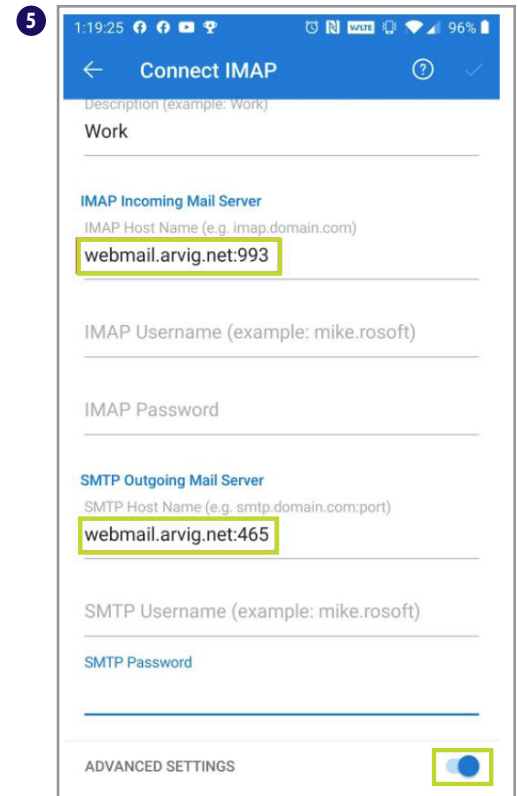 5
1:19:25 VoLTE 96%
← Connect IMAP ?
Description (example: Work)
Work
IMAP Incoming Mail Server
IMAP Host Name (e.g. imap.domain.com)
webmail.arvig.net:993
IMAP Username (example: mike.rosoft)
IMAP Password
SMTP Outgoing Mail Server
SMTP Host Name (e.g. smtp.domain.com:port)
webmail.arvig.net:465
SMTP Username (example: mike.rosoft)
SMTP Password
ADVANCED SETTINGS